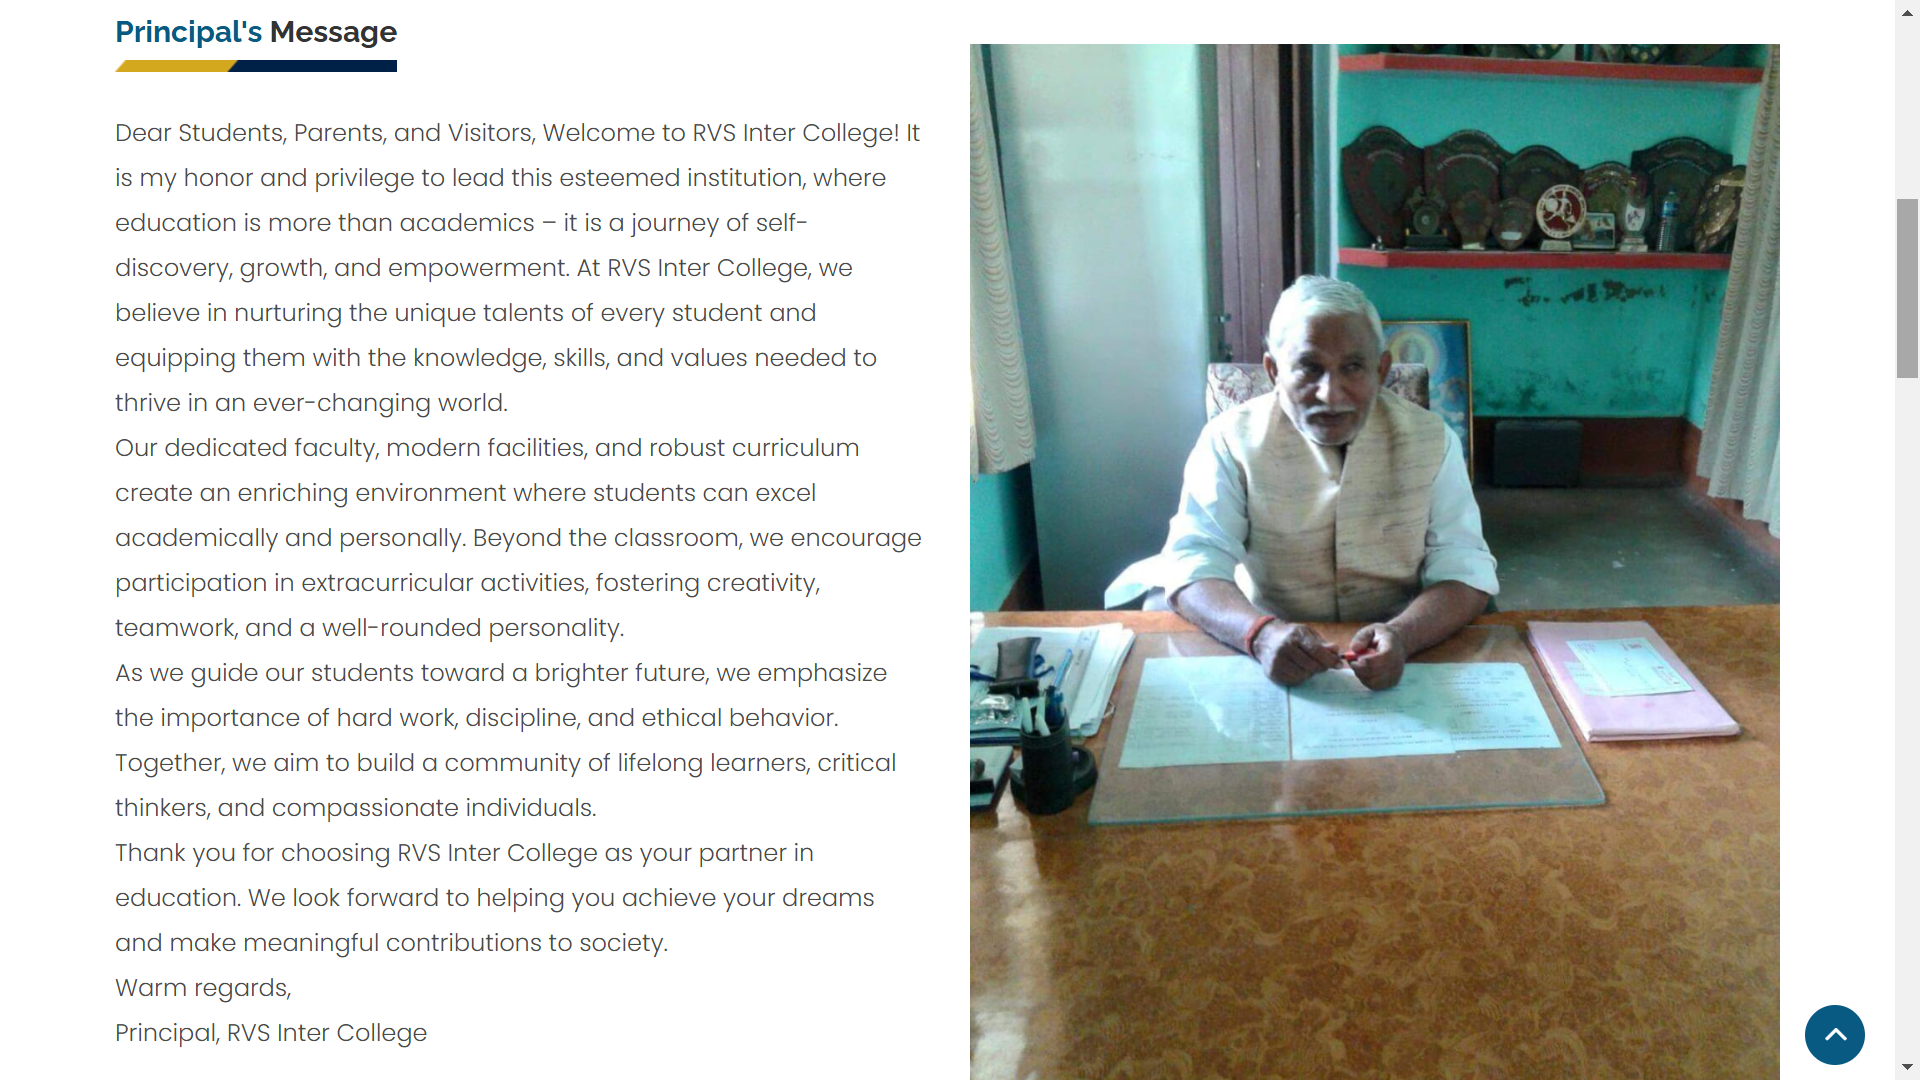 Principal's Message
Dear Students, Parents, and Visitors, Welcome to RVS Inter College! It
is my honor and privilege to lead this esteemed institution, where
education is more than academics – it is a journey of self-
discovery, growth, and empowerment. At RVS Inter College, we
believe in nurturing the unique talents of every student and
equipping them with the knowledge, skills, and values needed to
thrive in an ever-changing world.
Our dedicated faculty, modern facilities, and robust curriculum
create an enriching environment where students can excel
academically and personally. Beyond the classroom, we encourage
participation in extracurricular activities, fostering creativity,
teamwork, and a well-rounded personality.
As we guide our students toward a brighter future, we emphasize
the importance of hard work, discipline, and ethical behavior.
Together, we aim to build a community of lifelong learners, critical
thinkers, and compassionate individuals.
Thank you for choosing RVS Inter College as your partner in
education. We look forward to helping you achieve your dreams
and make meaningful contributions to society.
Warm regards,
Principal, RVS Inter College